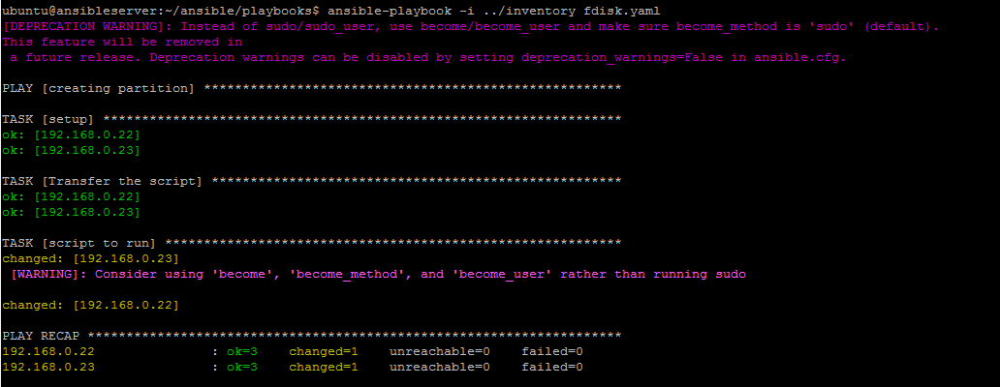 ubuntu@ansibleserver:~/ansible/playbooks$ ansible-playbook -i ../inventory fdisk.yaml
[DEPRECATION WARNING]: Instead of sudo/sudo_user, use become/become_user and make sure become_method is 'sudo' (default).
This feature will be removed in
 a future release. Deprecation warnings can be disabled by setting deprecation_warnings=False in ansible.cfg.
PLAY [creating partition] ******************************************************
TASK [setup] *******************************************************************
ok: [192.168.0.22]
ok: [192.168.0.23]
TASK [Transfer the script] *****************************************************
ok: [192.168.0.22]
ok: [192.168.0.23]
TASK [script to run] ***********************************************************
changed: [192.168.0.23]
 [WARNING]: Consider using 'become', 'become_method', and 'become_user' rather than running sudo
changed: [192.168.0.22]
PLAY RECAP *********************************************************************
192.168.0.22               : ok=3    changed=1    unreachable=0    failed=0
192.168.0.23               : ok=3    changed=1    unreachable=0    failed=0